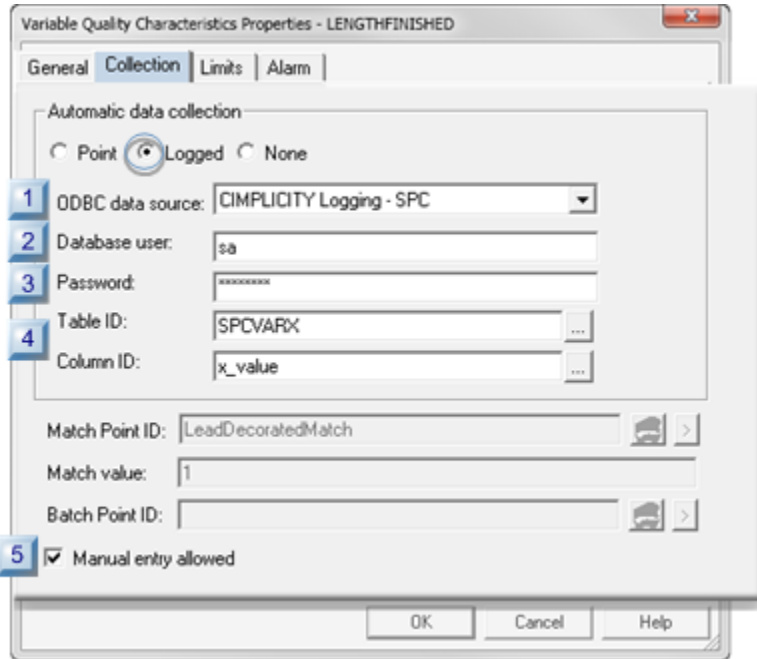 Variable Quality Characteristics Properties - LENGTHFINISHED
General Collection Limits Alarm
Automatic data collection
Point Logged None
1 ODBC data source: CIMPLICITY Logging - SPC
2 Database user: sa
3 Password: ********
4 Table ID: SPCVARX ...
Column ID: x_value ...
Match Point ID: LeadDecoratedMatch >
Match value: 1
Batch Point ID: >
5 Manual entry allowed
OK Cancel Help